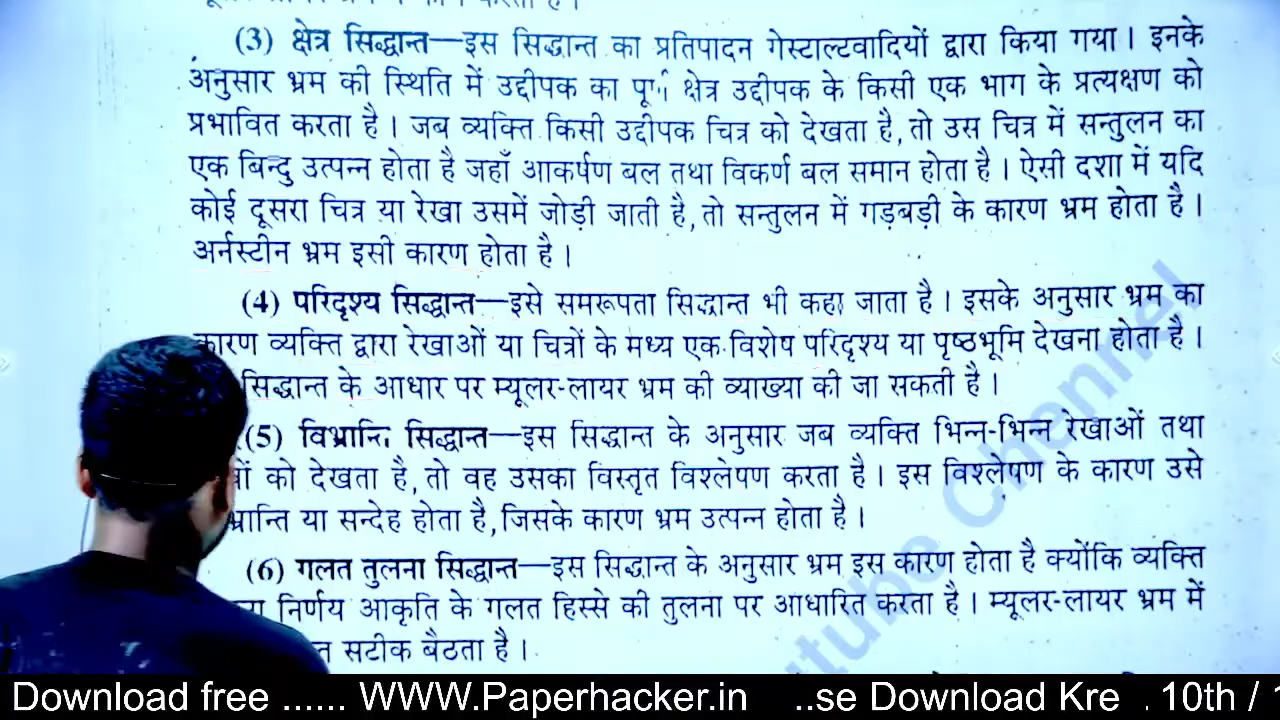 (3) क्षेत्र सिद्धान्त—इस सिद्धान्त का प्रतिपादन गेस्टाल्टवादियों द्वारा किया गया। इनके
अनुसार भ्रम की स्थिति में उद्दीपक का क्षेत्र उद्दीपक के किसी एक भाग के प्रत्यक्षण को
प्रभावित करता है। जब व्यक्ति किसी उद्दीपक चित्र को देखता है, तो उस चित्र में सन्तुलन का
एक बिन्दु उत्पन्न होता है जहाँ आकर्षण बल तथा विकर्ण बल समान होता है। ऐसी दशा में यदि
कोई दूसरा चित्र या रेखा उसमें जोड़ी जाती है, तो सन्तुलन में गड़बड़ी के कारण भ्रम होता है।
अर्नस्टीन भ्रम इसी कारण होता है।
(4) परिदृश्य सिद्धान्त—इसे समरूपता सिद्धान्त भी कहा जाता है। इसके अनुसार भ्रम का
कारण व्यक्ति द्वारा रेखाओं या चित्रों के मध्य एक विशेष परिदृश्य या पृष्ठभूमि देखना होता है।
सिद्धान्त के आधार पर म्यूलर-लायर भ्रम की व्याख्या की जा सकती है।
(5) विभ्रान्ति सिद्धान्त—इस सिद्धान्त के अनुसार जब व्यक्ति भिन्न-भिन्न रेखाओं तथा
को देखता है, तो वह उसका विस्तृत विश्लेषण करता है। इस विश्लेषण के कारण उसे
या सन्देह होता है, जिसके कारण भ्रम उत्पन्न होता है।
(6) गलत तुलना सिद्धान्त—इस सिद्धान्त के अनुसार भ्रम इस कारण होता है क्योंकि व्यक्ति
निर्णय आकृति के गलत हिस्से की तुलना पर आधारित करता है। म्यूलर-लायर भ्रम में
सटीक बैठता है।
Chennel
Download free ...... WWW.Paperhacker.in ..se Download Kre . 10th /